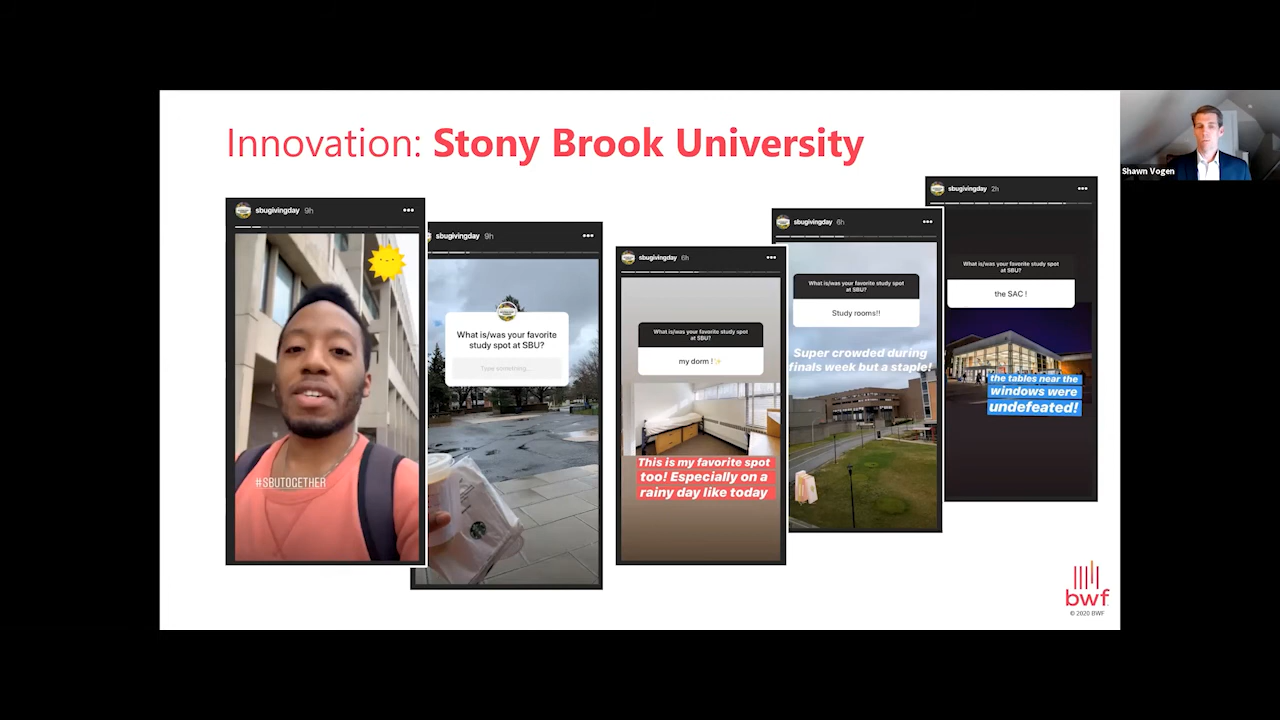 Innovation: Stony Brook University
Shawn Vogen
sbugivingday 9h
#SBUTOGETHER
sbugivingday 9h
What is/was your favorite
study spot at SBU?
Type something...
sbugivingday 6h
What is/was your favorite study spot
at SBU?
my dorm !✨
This is my favorite spot
too! Especially on a
rainy day like today
sbugivingday 6h
What is/was your favorite study spot
at SBU?
Study rooms!!
Super crowded during
finals week but a staple!
sbugivingday 2h
What is/was your favorite study spot
at SBU?
the SAC !
the tables near the
windows were
undefeated!
bwf
© 2020 BWF